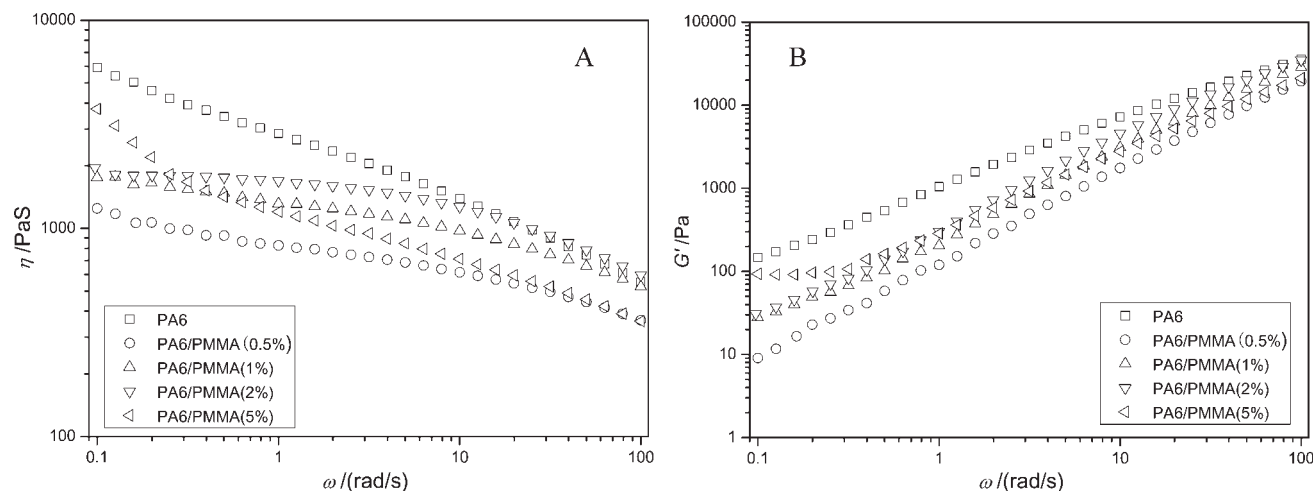 A
10000
1000
100
η /PaS
0.1
1
10
100
ω /(rad/s)
PA6
PA6/PMMA (0.5%)
PA6/PMMA(1%)
PA6/PMMA(2%)
PA6/PMMA(5%)
B
100000
10000
1000
100
10
1
G' /Pa
0.1
1
10
100
ω /(rad/s)
PA6
PA6/PMMA (0.5%)
PA6/PMMA(1%)
PA6/PMMA(2%)
PA6/PMMA(5%)